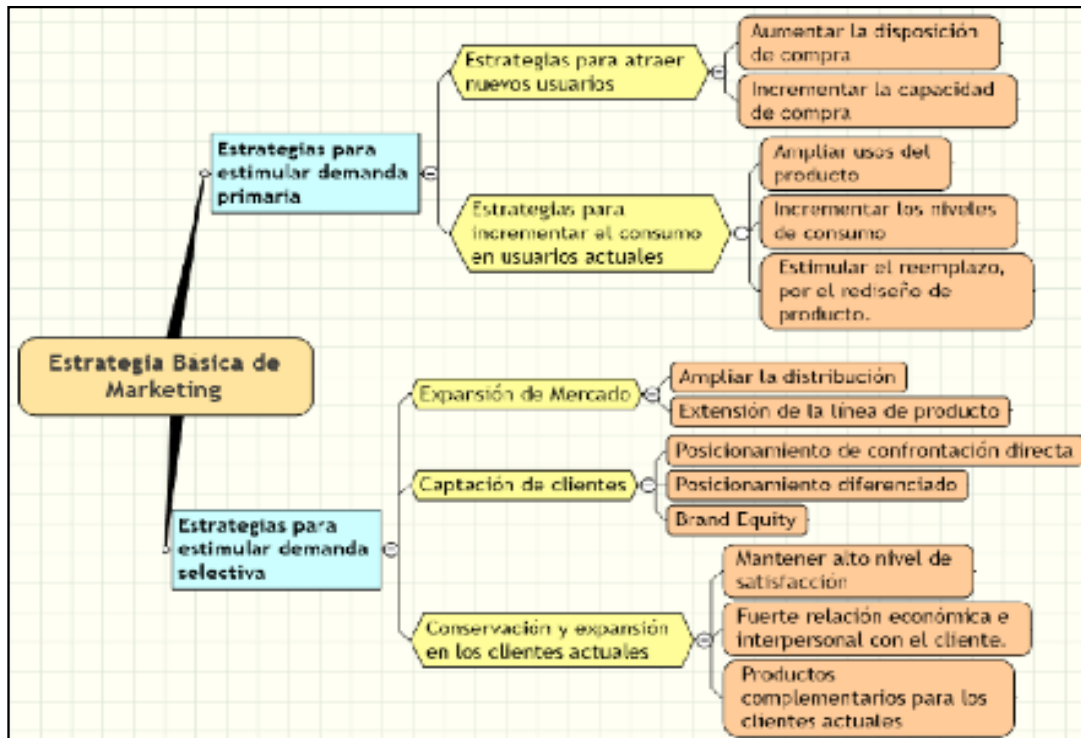 Estrategia Básica de
Marketing
Estrategias para
estimular demanda
primaria
Estrategias para atraer
nuevos usuarios
Aumentar la disposición
de compra
Incrementar la capacidad
de compra
Estrategias para
incrementar el consumo
en usuarios actuales
Ampliar usos del
producto
Incrementar los niveles
de consumo
Estimular el reemplazo,
por el rediseño de
producto.
Estrategias para
estimular demanda
selectiva
Expansión de Mercado
Ampliar la distribución
Extensión de la línea de producto
Captación de clientes
Posicionamiento de confrontación directa
Posicionamiento diferenciado
Brand Equity
Conservación y expansión
en los clientes actuales
Mantener alto nivel de
satisfacción
Fuerte relación económica e
interpersonal con el cliente.
Productos
complementarios para los
clientes actuales